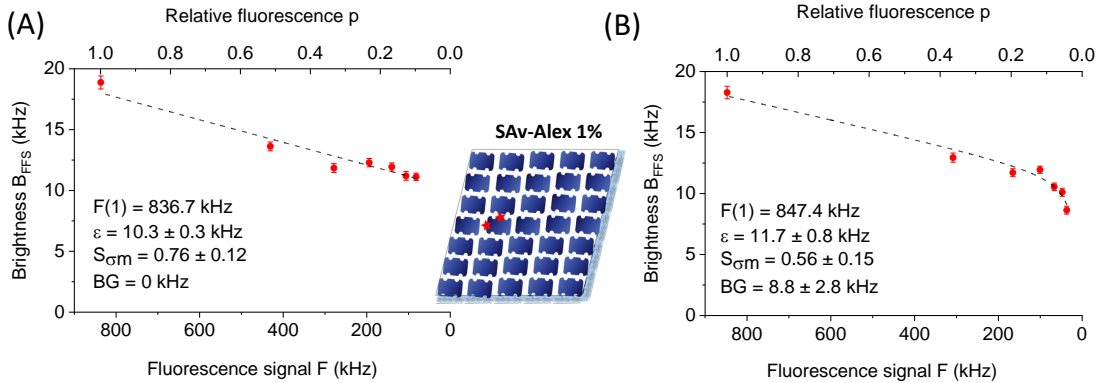 (A)
Relative fluorescence p
1.0 0.8 0.6 0.4 0.2 0.0
20
15
10
5
0
Brightness B_FFS (kHz)
F(1) = 836.7 kHz
ε = 10.3 ± 0.3 kHz
S_σm = 0.76 ± 0.12
BG = 0 kHz
800 600 400 200 0
Fluorescence signal F (kHz)
SAv-Alex 1%
(B)
Relative fluorescence p
1.0 0.8 0.6 0.4 0.2 0.0
20
15
10
5
0
Brightness B_FFS (kHz)
F(1) = 847.4 kHz
ε = 11.7 ± 0.8 kHz
S_σm = 0.56 ± 0.15
BG = 8.8 ± 2.8 kHz
800 600 400 200 0
Fluorescence signal F (kHz)